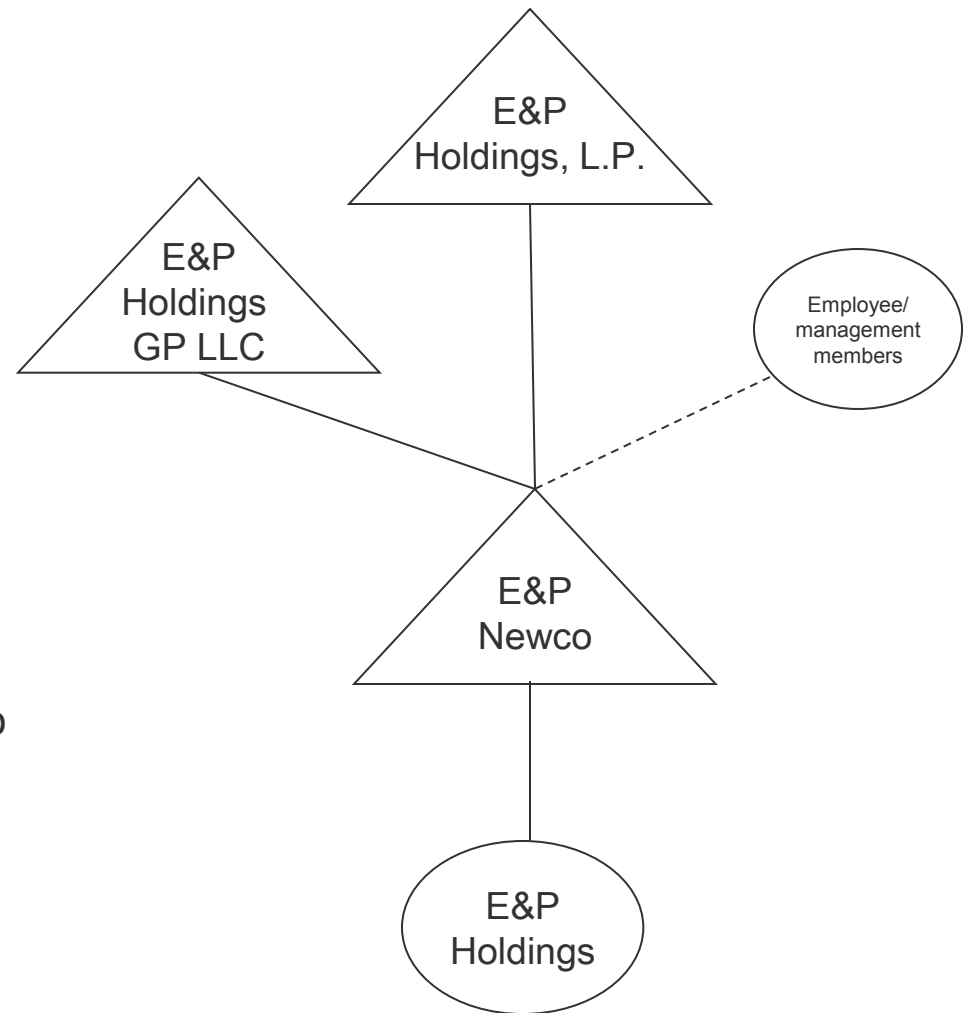 E&P
Holdings, L.P.
E&P
Holdings
GP LLC
Employee/
management
members
E&P
Newco
E&P
Holdings